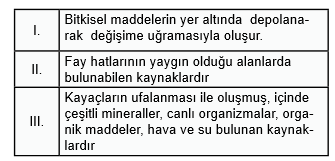 I. Bitkisel maddelerin yer altında depolana-
rak değişime uğramasıyla oluşur.
II. Fay hatlarının yaygın olduğu alanlarda
bulunabilen kaynaklardır
III. Kayaçların ufalanması ile oluşmuş, içinde
çeşitli mineraller, canlı organizmalar, orga-
nik maddeler, hava ve su bulunan kaynak-
lardır